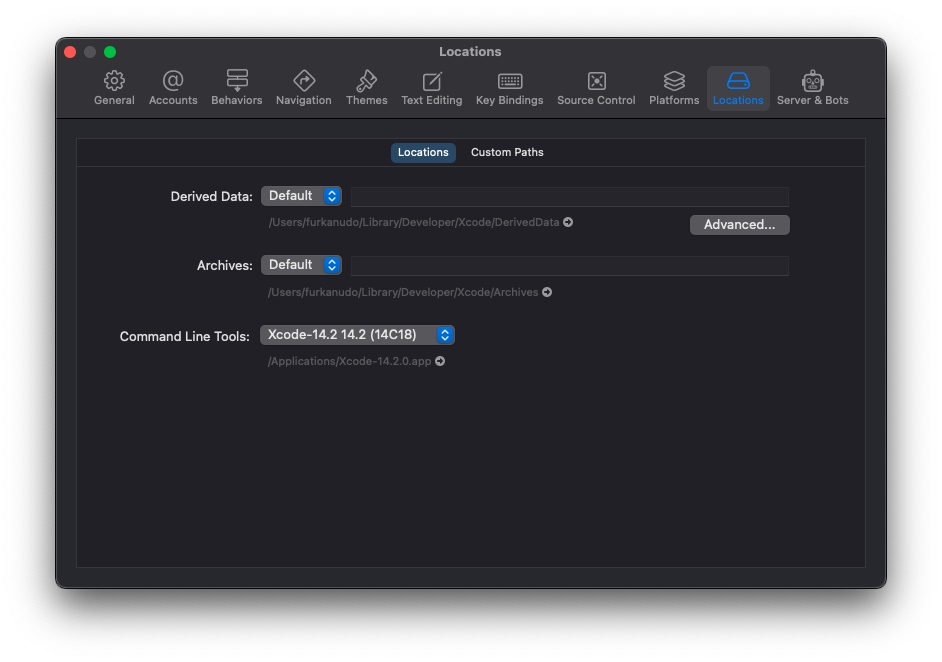 Locations
General Accounts Behaviors Navigation Themes Text Editing Key Bindings Source Control Platforms Locations Server & Bots
Locations Custom Paths
Derived Data: Default
/Users/furkanudo/Library/Developer/Xcode/DerivedData
Advanced...
Archives: Default
/Users/furkanudo/Library/Developer/Xcode/Archives
Command Line Tools: Xcode-14.2 14.2 (14C18)
/Applications/Xcode-14.2.0.app